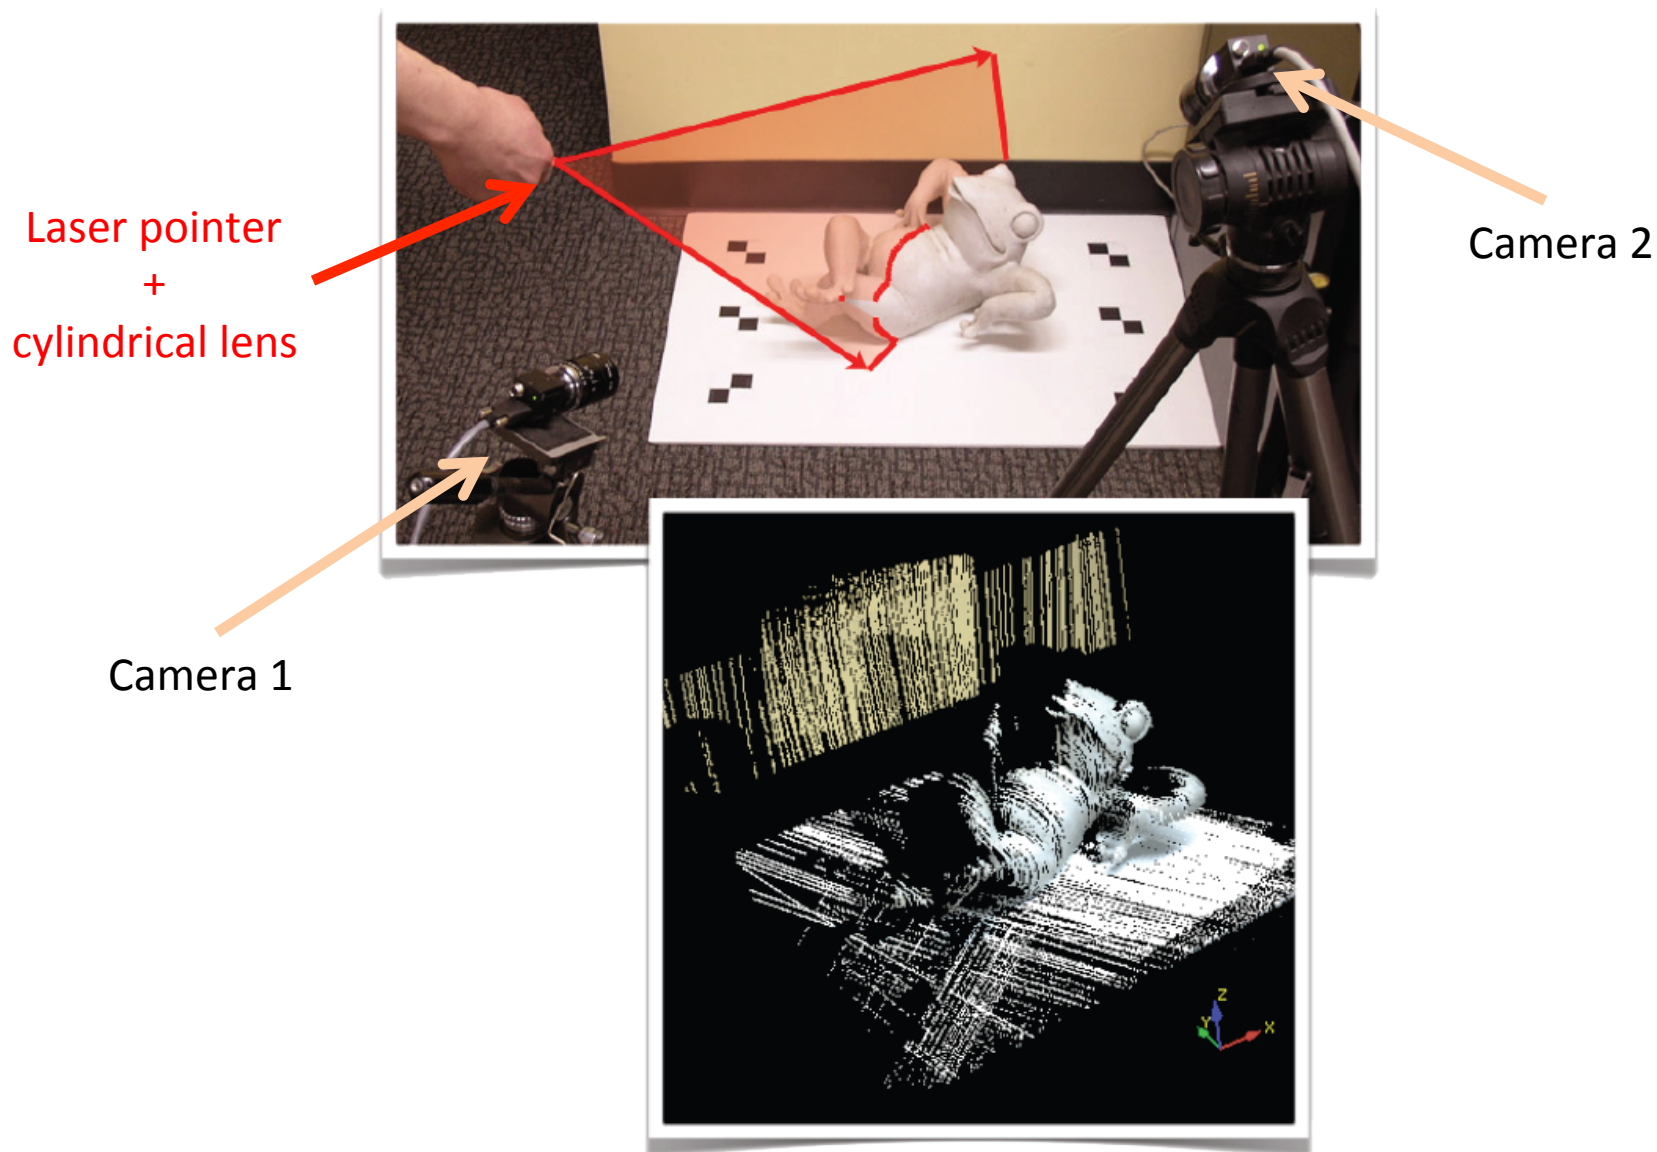 Laser pointer
+
cylindrical lens
Camera 2
Camera 1
Z
Y
X